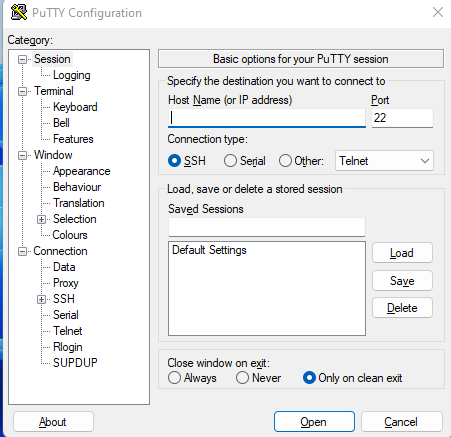 PuTTY Configuration
Category:
Session
Logging
Terminal
Keyboard
Bell
Features
Window
Appearance
Behaviour
Translation
Selection
Colours
Connection
Data
Proxy
SSH
Serial
Telnet
Rlogin
SUPDUP
Basic options for your PuTTY session
Specify the destination you want to connect to
Host Name (or IP address) Port
22
Connection type:
SSH Serial Other: Telnet
Load, save or delete a stored session
Saved Sessions
Default Settings
Load
Save
Delete
Close window on exit:
Always Never Only on clean exit
About Open Cancel